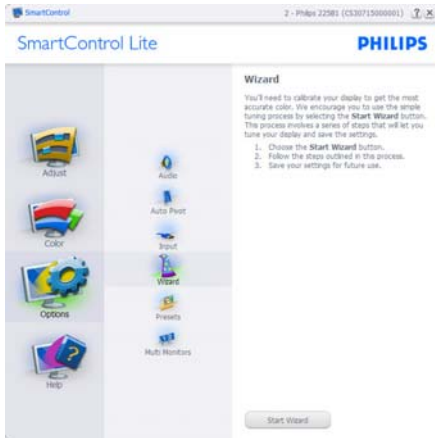 SmartControl
2 - Philips 225B1 (CS30715000001)
SmartControl Lite
PHILIPS
Adjust
Color
Options
Help
Audio
Auto Pivot
Input
Wizard
Presets
Multi Monitors
Wizard
You'll need to calibrate your display to get the most
accurate color. We encourage you to use the simple
tuning process by selecting the Start Wizard button.
This process involves a series of steps that will let you
tune your display and save the settings.
1. Choose the Start Wizard button.
2. Follow the steps outlined in this process.
3. Save your settings for future use.
Start Wizard